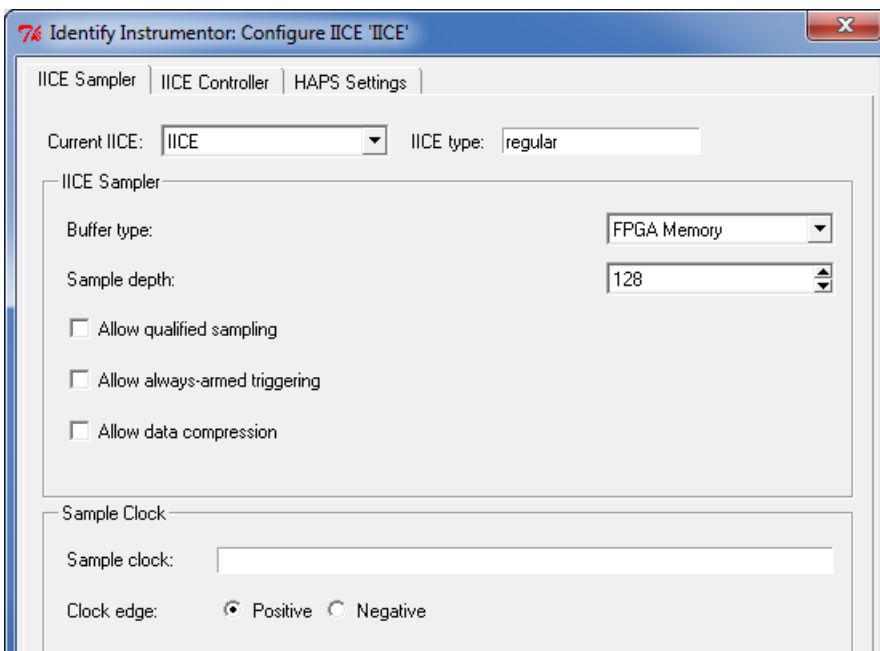 Identify Instrumentor: Configure IICE 'IICE'
IICE Sampler IICE Controller HAPS Settings
Current IICE: IICE IICE type: regular
IICE Sampler
Buffer type: FPGA Memory
Sample depth: 128
Allow qualified sampling
Allow always-armed triggering
Allow data compression
Sample Clock
Sample clock:
Clock edge: Positive Negative